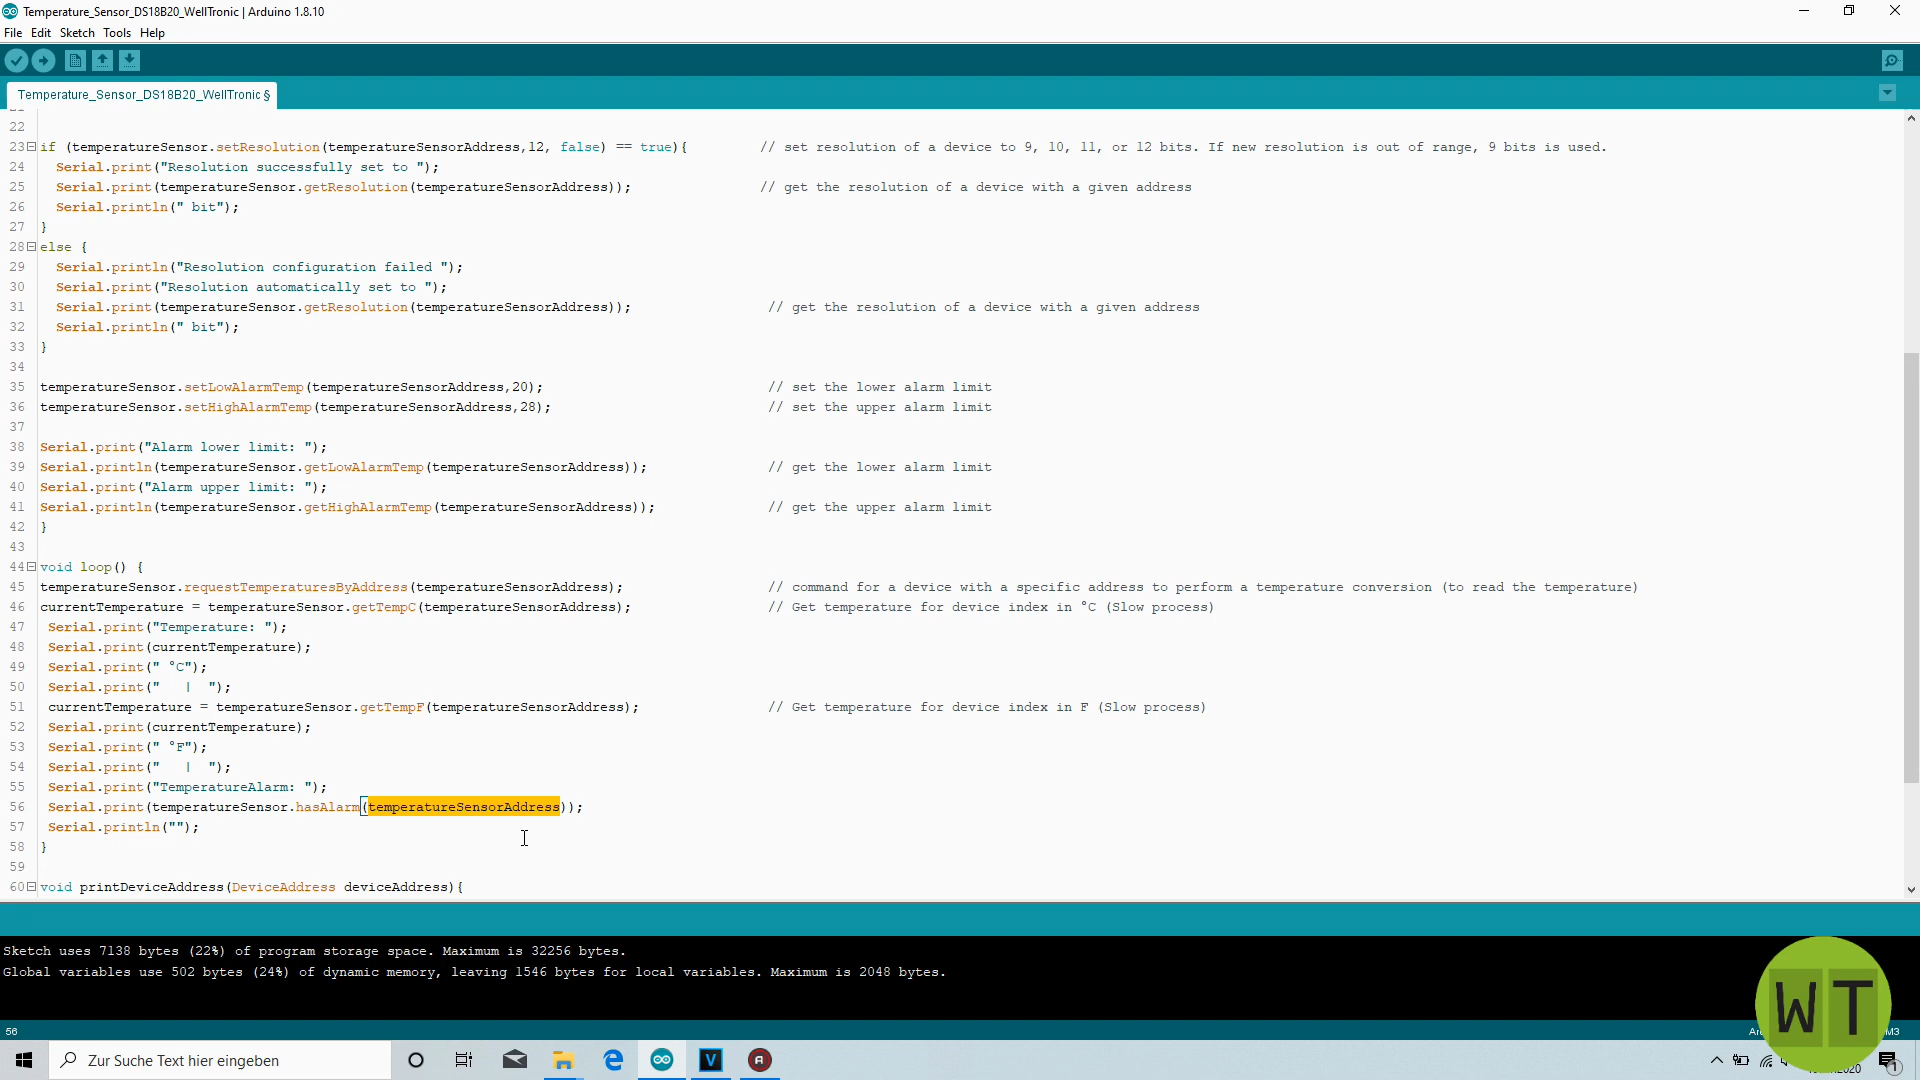 Temperature_Sensor_DS18B20_WellTronic | Arduino 1.8.10
File Edit Sketch Tools Help
Temperature_Sensor_DS18B20_WellTronic §
22
23 if (temperatureSensor.setResolution(temperatureSensorAddress,12, false) == true){ // set resolution of a device to 9, 10, 11, or 12 bits. If new resolution is out of range, 9 bits is used.
24 Serial.print("Resolution successfully set to ");
25 Serial.print(temperatureSensor.getResolution(temperatureSensorAddress)); // get the resolution of a device with a given address
26 Serial.println(" bit");
27 }
28 else {
29 Serial.println("Resolution configuration failed ");
30 Serial.print("Resolution automatically set to ");
31 Serial.print(temperatureSensor.getResolution(temperatureSensorAddress)); // get the resolution of a device with a given address
32 Serial.println(" bit");
33 }
34
35 temperatureSensor.setLowAlarmTemp(temperatureSensorAddress,20); // set the lower alarm limit
36 temperatureSensor.setHighAlarmTemp(temperatureSensorAddress,28); // set the upper alarm limit
37
38 Serial.print("Alarm lower limit: ");
39 Serial.println(temperatureSensor.getLowAlarmTemp(temperatureSensorAddress)); // get the lower alarm limit
40 Serial.print("Alarm upper limit: ");
41 Serial.println(temperatureSensor.getHighAlarmTemp(temperatureSensorAddress)); // get the upper alarm limit
42 }
43
44 void loop() {
45 temperatureSensor.requestTemperaturesByAddress(temperatureSensorAddress); // command for a device with a specific address to perform a temperature conversion (to read the temperature)
46 currentTemperature = temperatureSensor.getTempC(temperatureSensorAddress); // Get temperature for device index in °C (Slow process)
47 Serial.print("Temperature: ");
48 Serial.print(currentTemperature);
49 Serial.print(" °C");
50 Serial.print("   |  ");
51 currentTemperature = temperatureSensor.getTempF(temperatureSensorAddress); // Get temperature for device index in F (Slow process)
52 Serial.print(currentTemperature);
53 Serial.print(" °F");
54 Serial.print("   |  ");
55 Serial.print("TemperatureAlarm: ");
56 Serial.print(temperatureSensor.hasAlarm(temperatureSensorAddress));
57 Serial.println("");
58 }
59
60 void printDeviceAddress(DeviceAddress deviceAddress){
Sketch uses 7138 bytes (22%) of program storage space. Maximum is 32256 bytes.
Global variables use 502 bytes (24%) of dynamic memory, leaving 1546 bytes for local variables. Maximum is 2048 bytes.
56
WT
Zur Suche Text hier eingeben